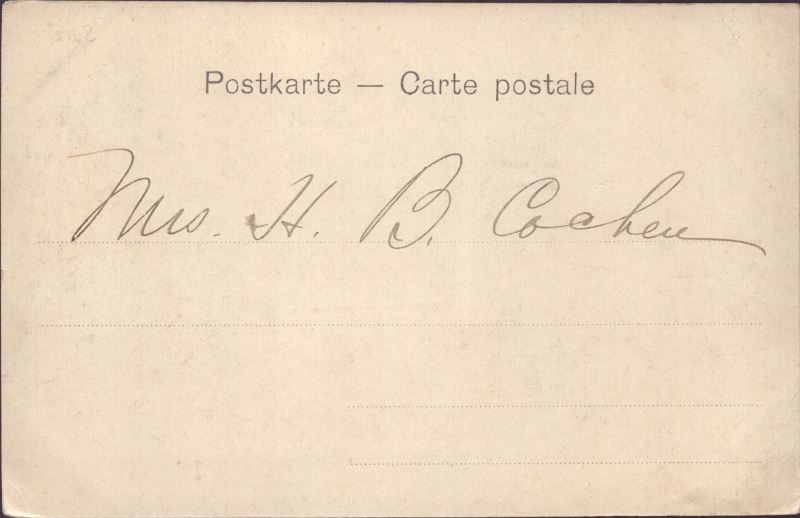 Postkarte — Carte postale
Mrs. H. B. Cochen